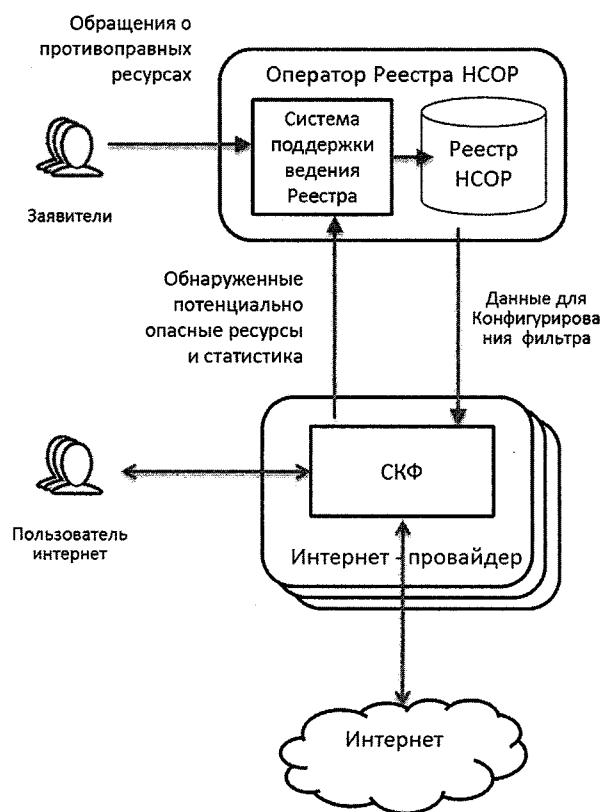 Обращения о
противоправных
ресурсах
Оператор Реестра НСОР
Система
поддержки
ведения
Реестра
Реестр
НСОР
Заявители
Обнаруженные
потенциально
опасные ресурсы
и статистика
Данные для
Конфигурирова
ния фильтра
СКФ
Пользователь
интернет
Интернет - провайдер
Интернет